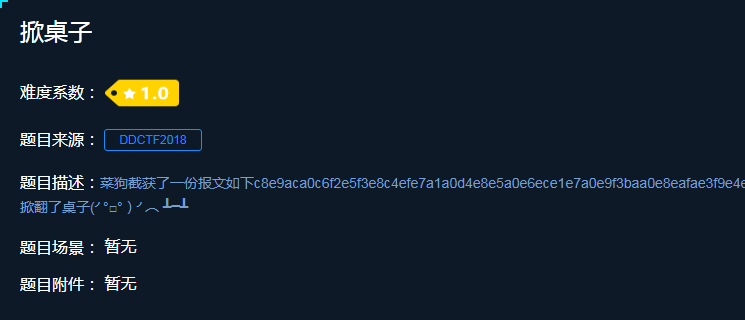 掀桌子
难度系数： ★ 1.0
题目来源： DDCTF2018
题目描述：菜狗截获了一份报文如下c8e9aca0c6f2e5f3e8c4efe7a1a0d4e8e5a0e6ece1e7a0e9f3baa0e8eafae3f9e4e
掀翻了桌子(╯°□°）╯︵ ┻━┻
题目场景： 暂无
题目附件： 暂无